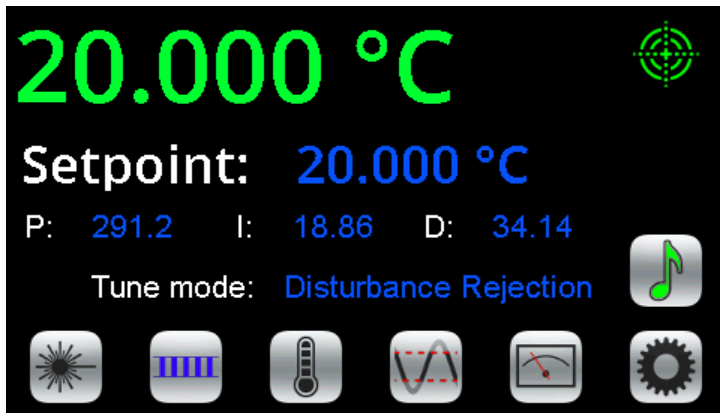 20.000 °C
Setpoint: 20.000 °C
P: 291.2 I: 18.86 D: 34.14
Tune mode: Disturbance Rejection